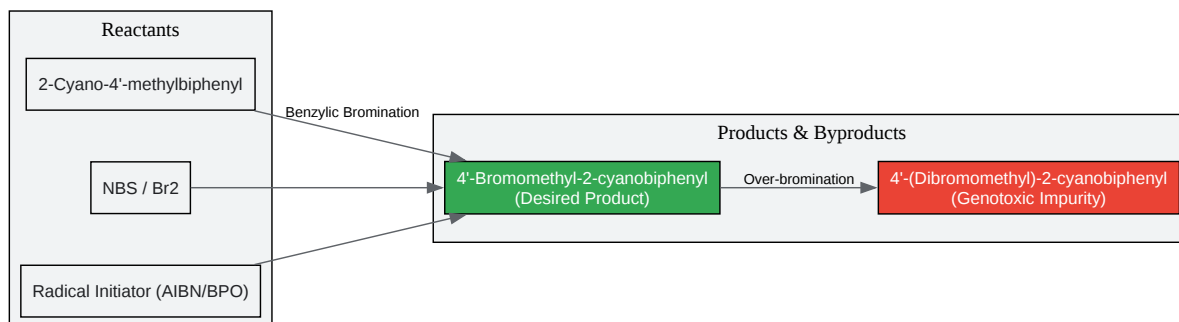 Reactants
2-Cyano-4'-methylbiphenyl
NBS / Br2
Radical Initiator (AIBN/BPO)
Benzylic Bromination
Products & Byproducts
4'-Bromomethyl-2-cyanobiphenyl
(Desired Product)
Over-bromination
4'-(Dibromomethyl)-2-cyanobiphenyl
(Genotoxic Impurity)